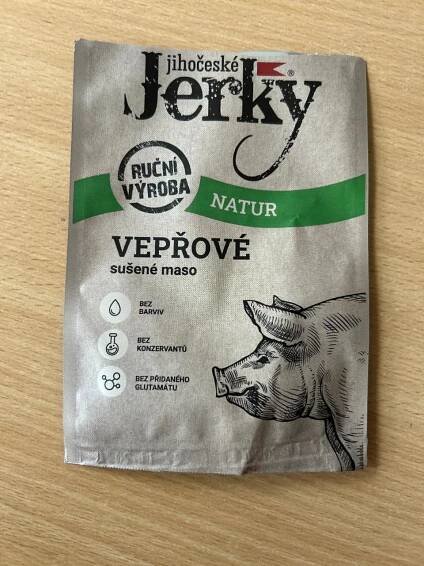 jihočeské
Jerky
®
RUČNÍ
VÝROBA
NATUR
VEPŘOVÉ
sušené maso
BEZ
BARVIV
BEZ
KONZERVANTŮ
BEZ PŘIDANÉHO
GLUTAMÁTU